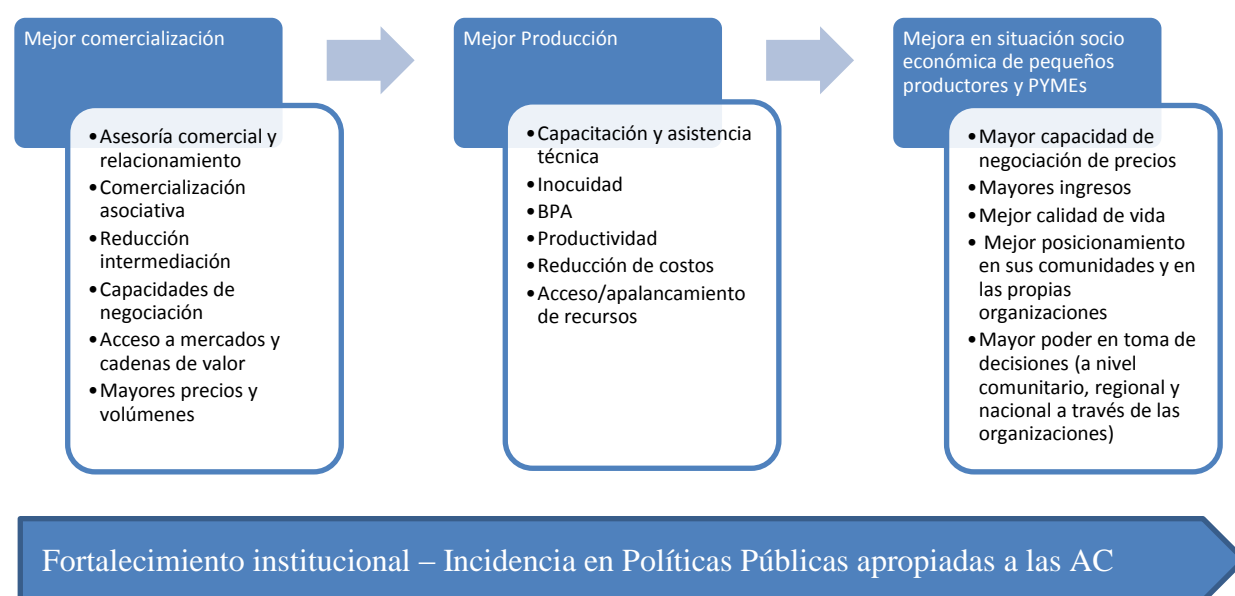 Mejor comercialización
•Asesoría comercial y
relacionamiento
•Comercialización
asociativa
•Reducción
intermediación
•Capacidades de
negociación
•Acceso a mercados y
cadenas de valor
•Mayores precios y
volúmenes
Mejor Producción
•Capacitación y asistencia
técnica
•Inocuidad
•BPA
•Productividad
•Reducción de costos
•Acceso/apalancamiento
de recursos
Mejora en situación socio
económica de pequeños
productores y PYMEs
•Mayor capacidad de
negociación de precios
•Mayores ingresos
•Mejor calidad de vida
• Mejor posicionamiento
en sus comunidades y en
las propias
organizaciones
•Mayor poder en toma de
decisiones (a nivel
comunitario, regional y
nacional a través de las
organizaciones)
Fortalecimiento institucional – Incidencia en Políticas Públicas apropiadas a las AC